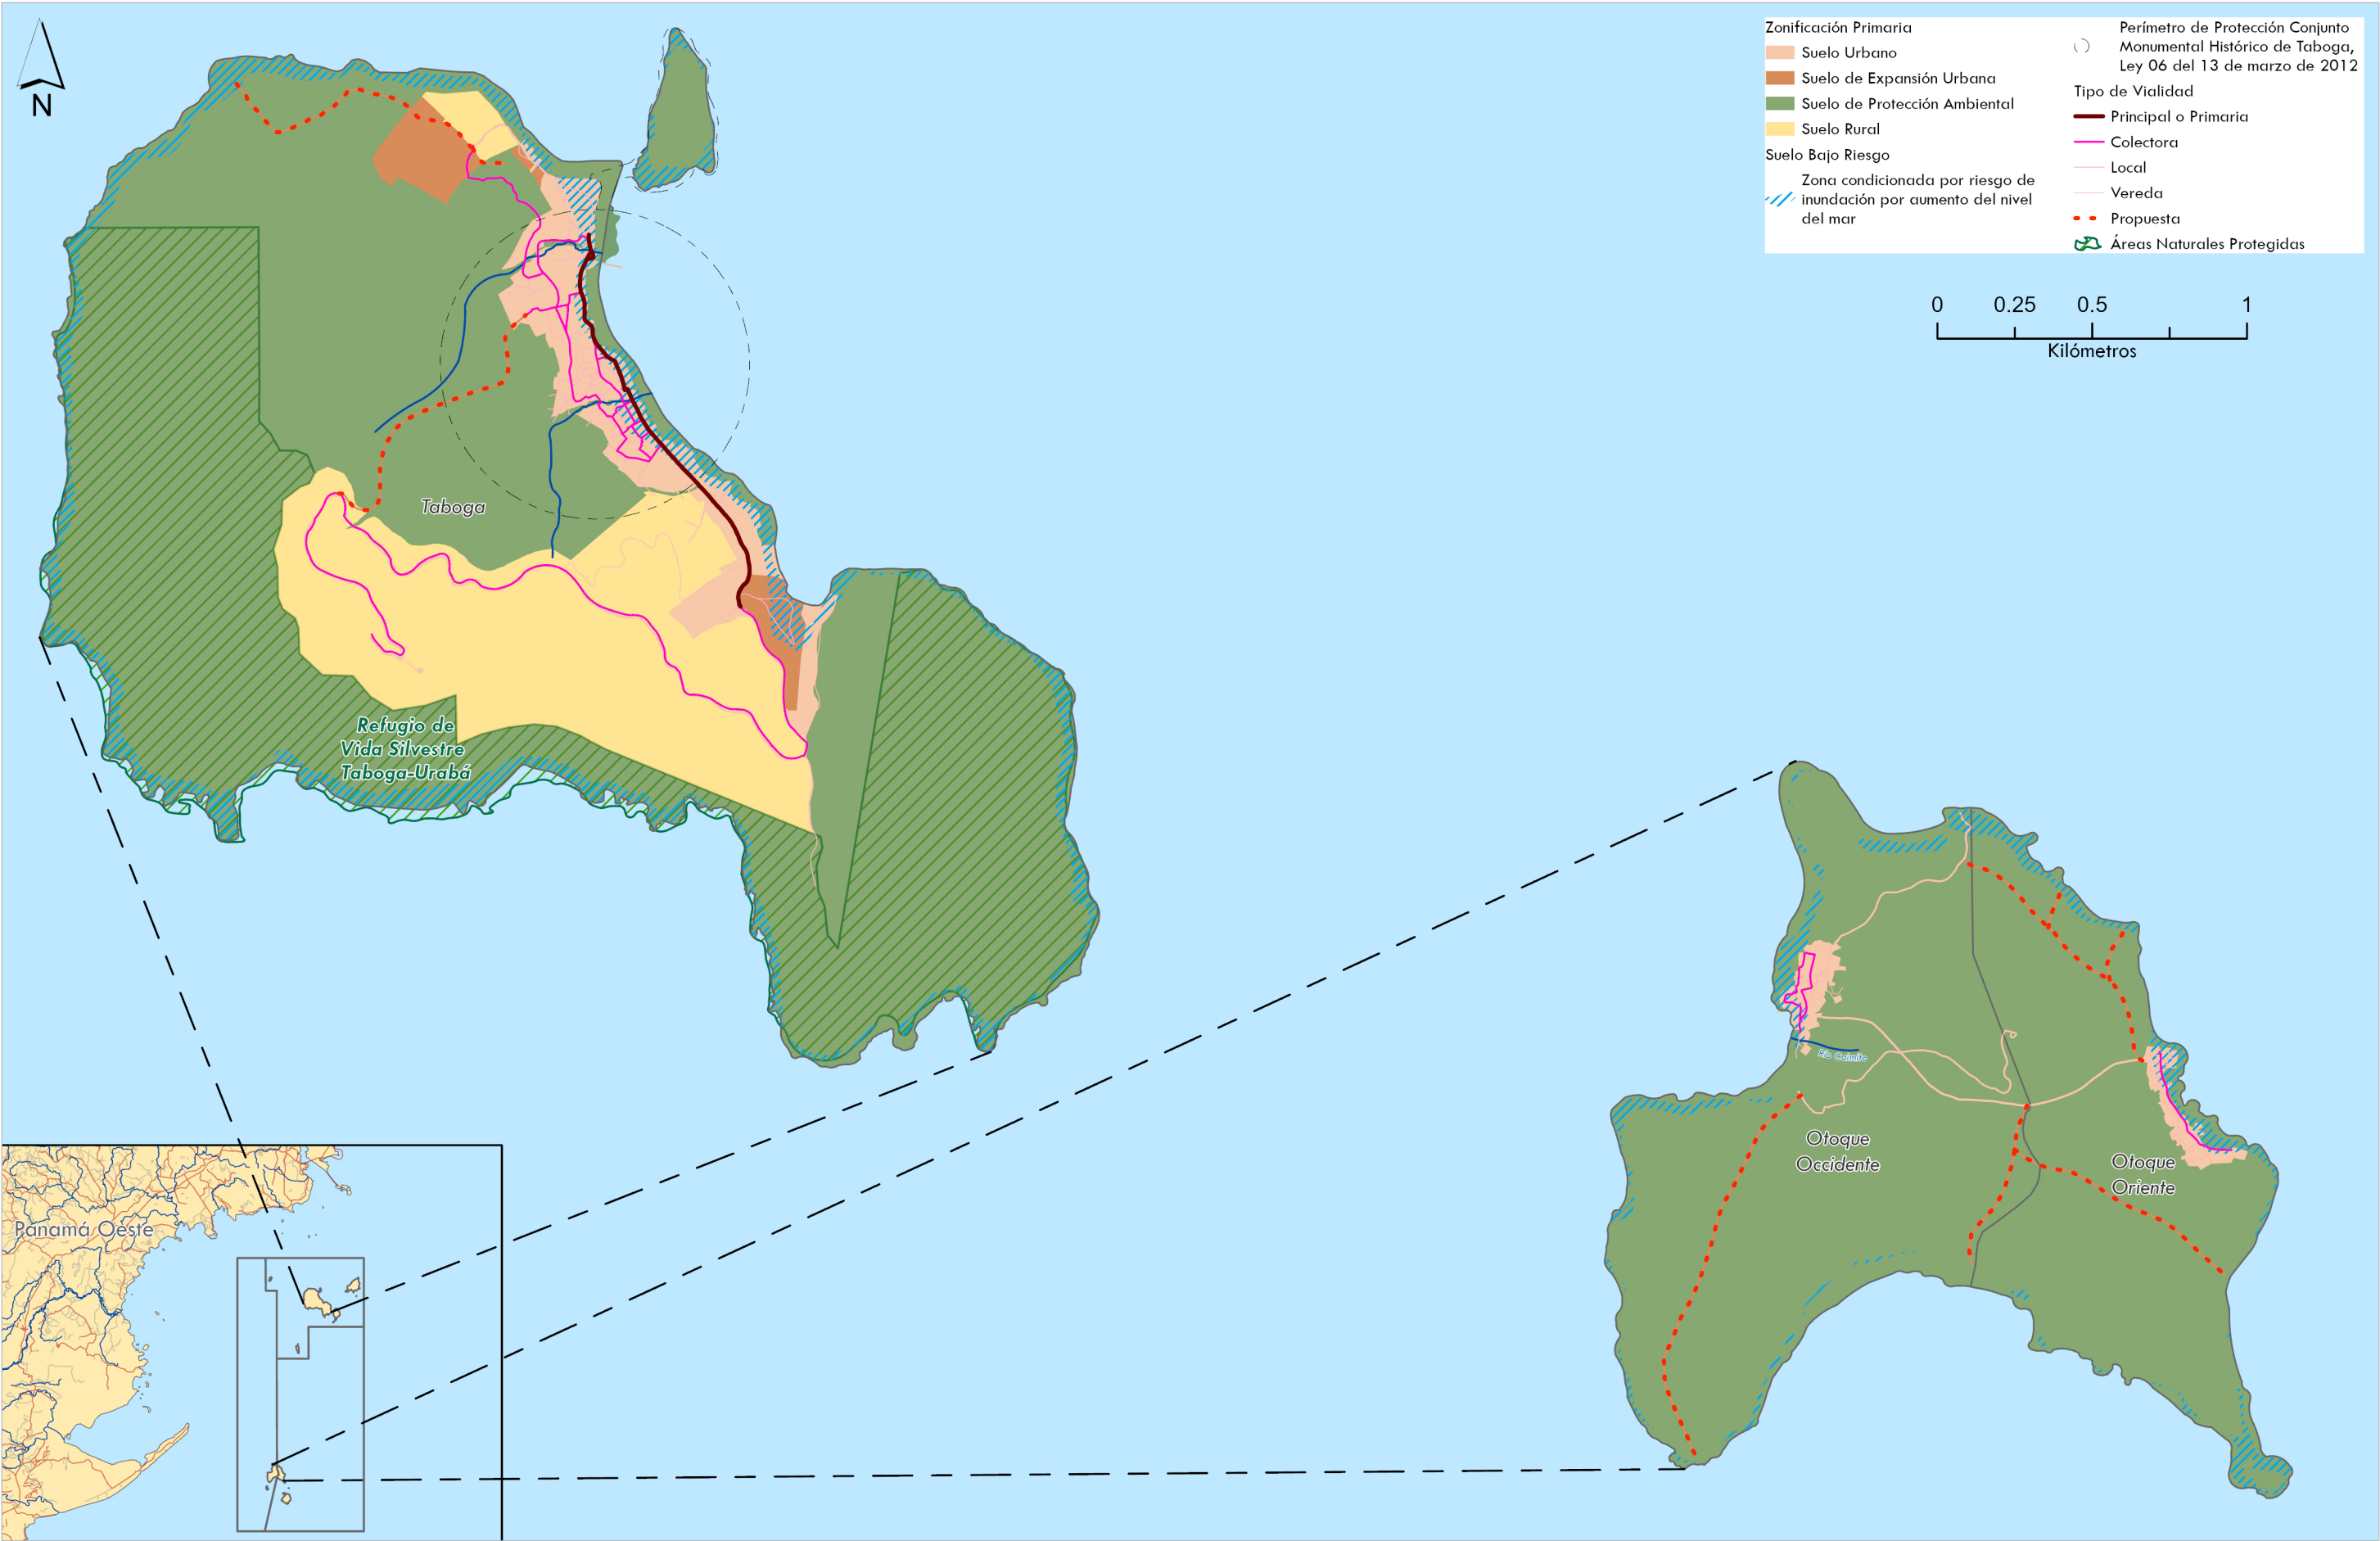 N
Zonificación Primaria
Suelo Urbano
Suelo de Expansión Urbana
Suelo de Protección Ambiental
Suelo Rural
Suelo Bajo Riesgo
Zona condicionada por riesgo de
inundación por aumento del nivel
del mar
Perímetro de Protección Conjunto
Monumental Histórico de Taboga,
Ley 06 del 13 de marzo de 2012
Tipo de Vialidad
Principal o Primaria
Colectora
Local
Vereda
Propuesta
Áreas Naturales Protegidas
0 0.25 0.5 1
Kilómetros
Taboga
Refugio de
Vida Silvestre
Taboga-Urabá
Río Caimito
Otoque
Occidente
Otoque
Oriente
Panamá Oeste